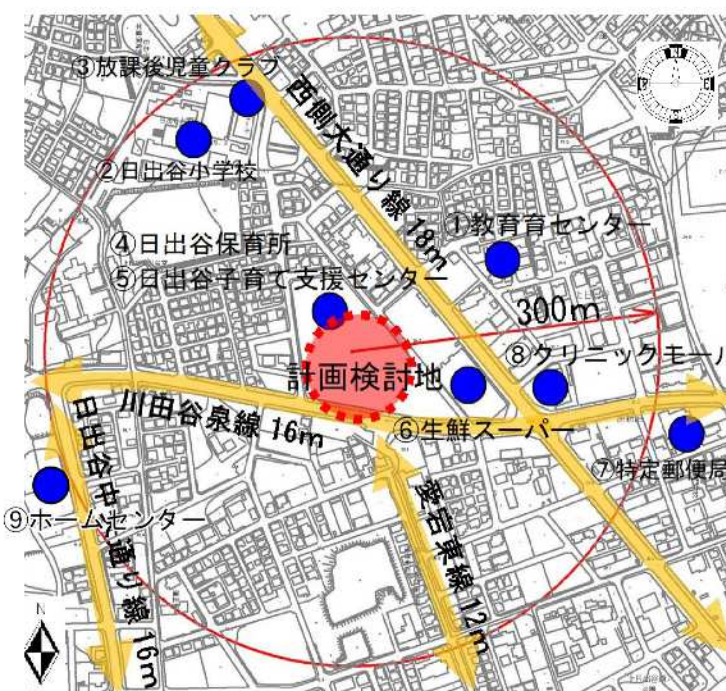 ③放課後児童クラブ
②日出谷小学校
西側大通り線 18m
①教育育センター
④日出谷保育所
⑤日出谷子育て支援センター
300m
計画検討地
⑧クリニックモール
川田谷泉線 16m
⑥生鮮スーパー
⑦特定郵便局
⑨ホームセンター
日出谷中央通り線 16m
愛宕東線 12m
N